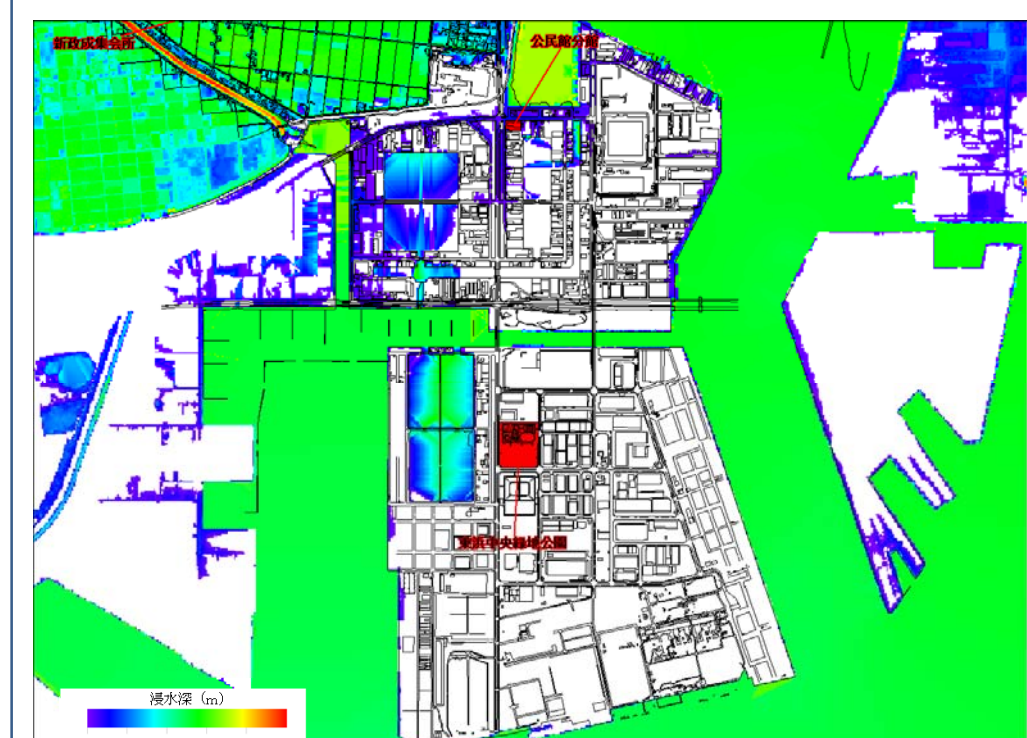 新政成集会所
公民館分館
東浜中央緑地公園
浸水深（m）